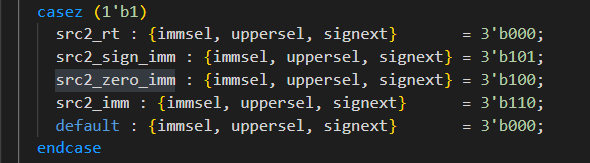 casez (1'b1)
src2_rt : {immsel, uppersel, signext} = 3'b000;
src2_sign_imm : {immsel, uppersel, signext} = 3'b101;
src2_zero_imm : {immsel, uppersel, signext} = 3'b100;
src2_imm : {immsel, uppersel, signext} = 3'b110;
default : {immsel, uppersel, signext} = 3'b000;
endcase